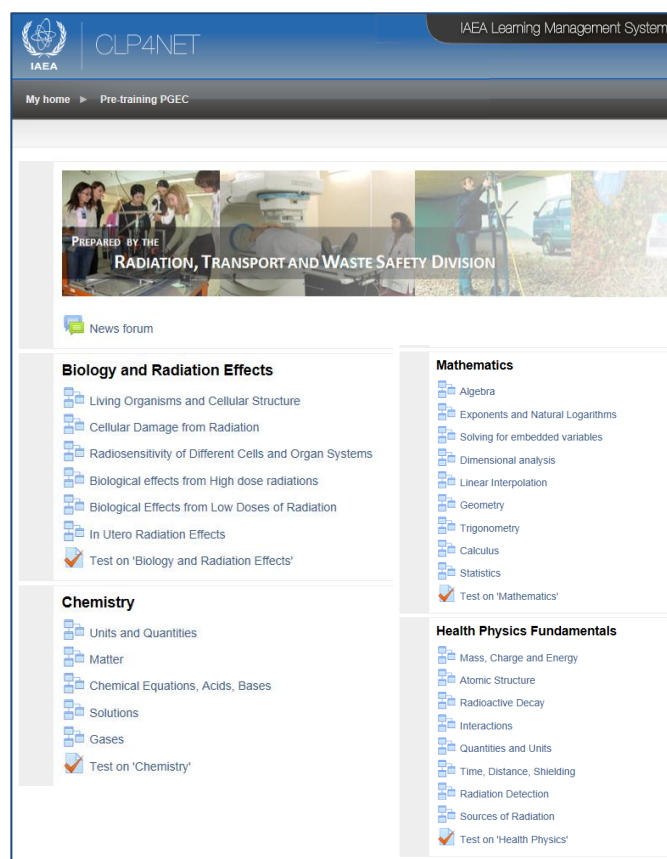 IAEA
CLP4NET
IAEA Learning Management System
My home ► Pre-training PGEC
PREPARED BY THE
RADIATION, TRANSPORT AND WASTE SAFETY DIVISION
News forum
Biology and Radiation Effects
Living Organisms and Cellular Structure
Cellular Damage from Radiation
Radiosensitivity of Different Cells and Organ Systems
Biological effects from High dose radiations
Biological Effects from Low Doses of Radiation
In Utero Radiation Effects
Test on 'Biology and Radiation Effects'
Chemistry
Units and Quantities
Matter
Chemical Equations, Acids, Bases
Solutions
Gases
Test on 'Chemistry'
Mathematics
Algebra
Exponents and Natural Logarithms
Solving for embedded variables
Dimensional analysis
Linear Interpolation
Geometry
Trigonometry
Calculus
Statistics
Test on 'Mathematics'
Health Physics Fundamentals
Mass, Charge and Energy
Atomic Structure
Radioactive Decay
Interactions
Quantities and Units
Time, Distance, Shielding
Radiation Detection
Sources of Radiation
Test on 'Health Physics'